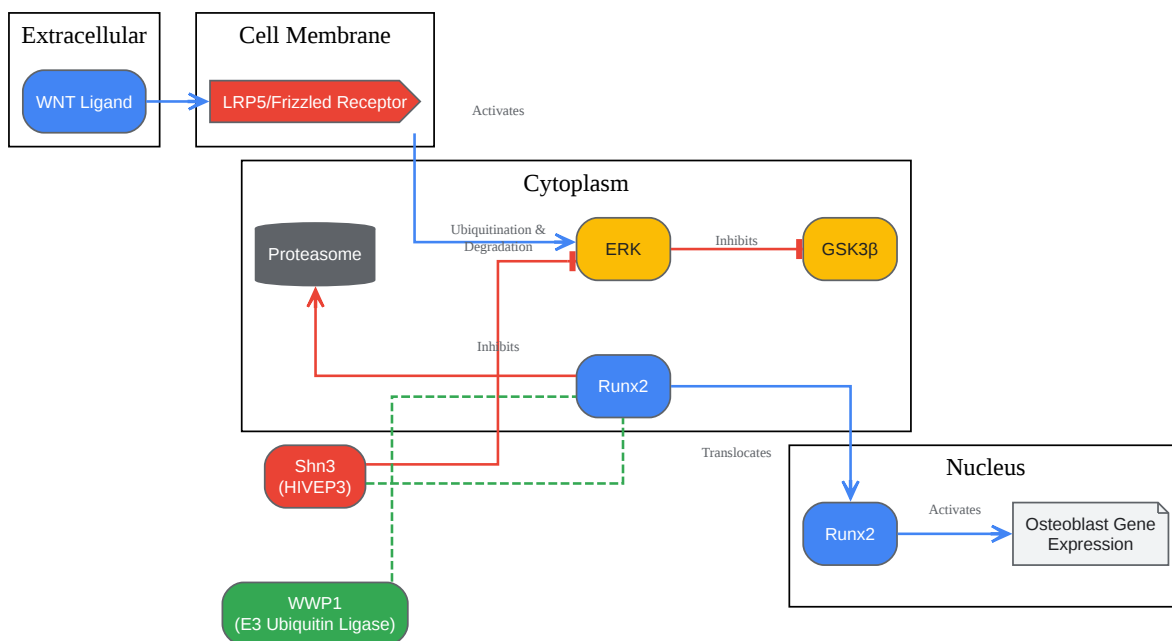 Extracellular
Cell Membrane
WNT Ligand
LRP5/Frizzled Receptor
Activates
Cytoplasm
Proteasome
Ubiquitination &
Degradation
ERK
Inhibits
GSK3β
Inhibits
Runx2
Shn3
(HIVEP3)
Translocates
Nucleus
Runx2
Activates
Osteoblast Gene
Expression
WWP1
(E3 Ubiquitin Ligase)